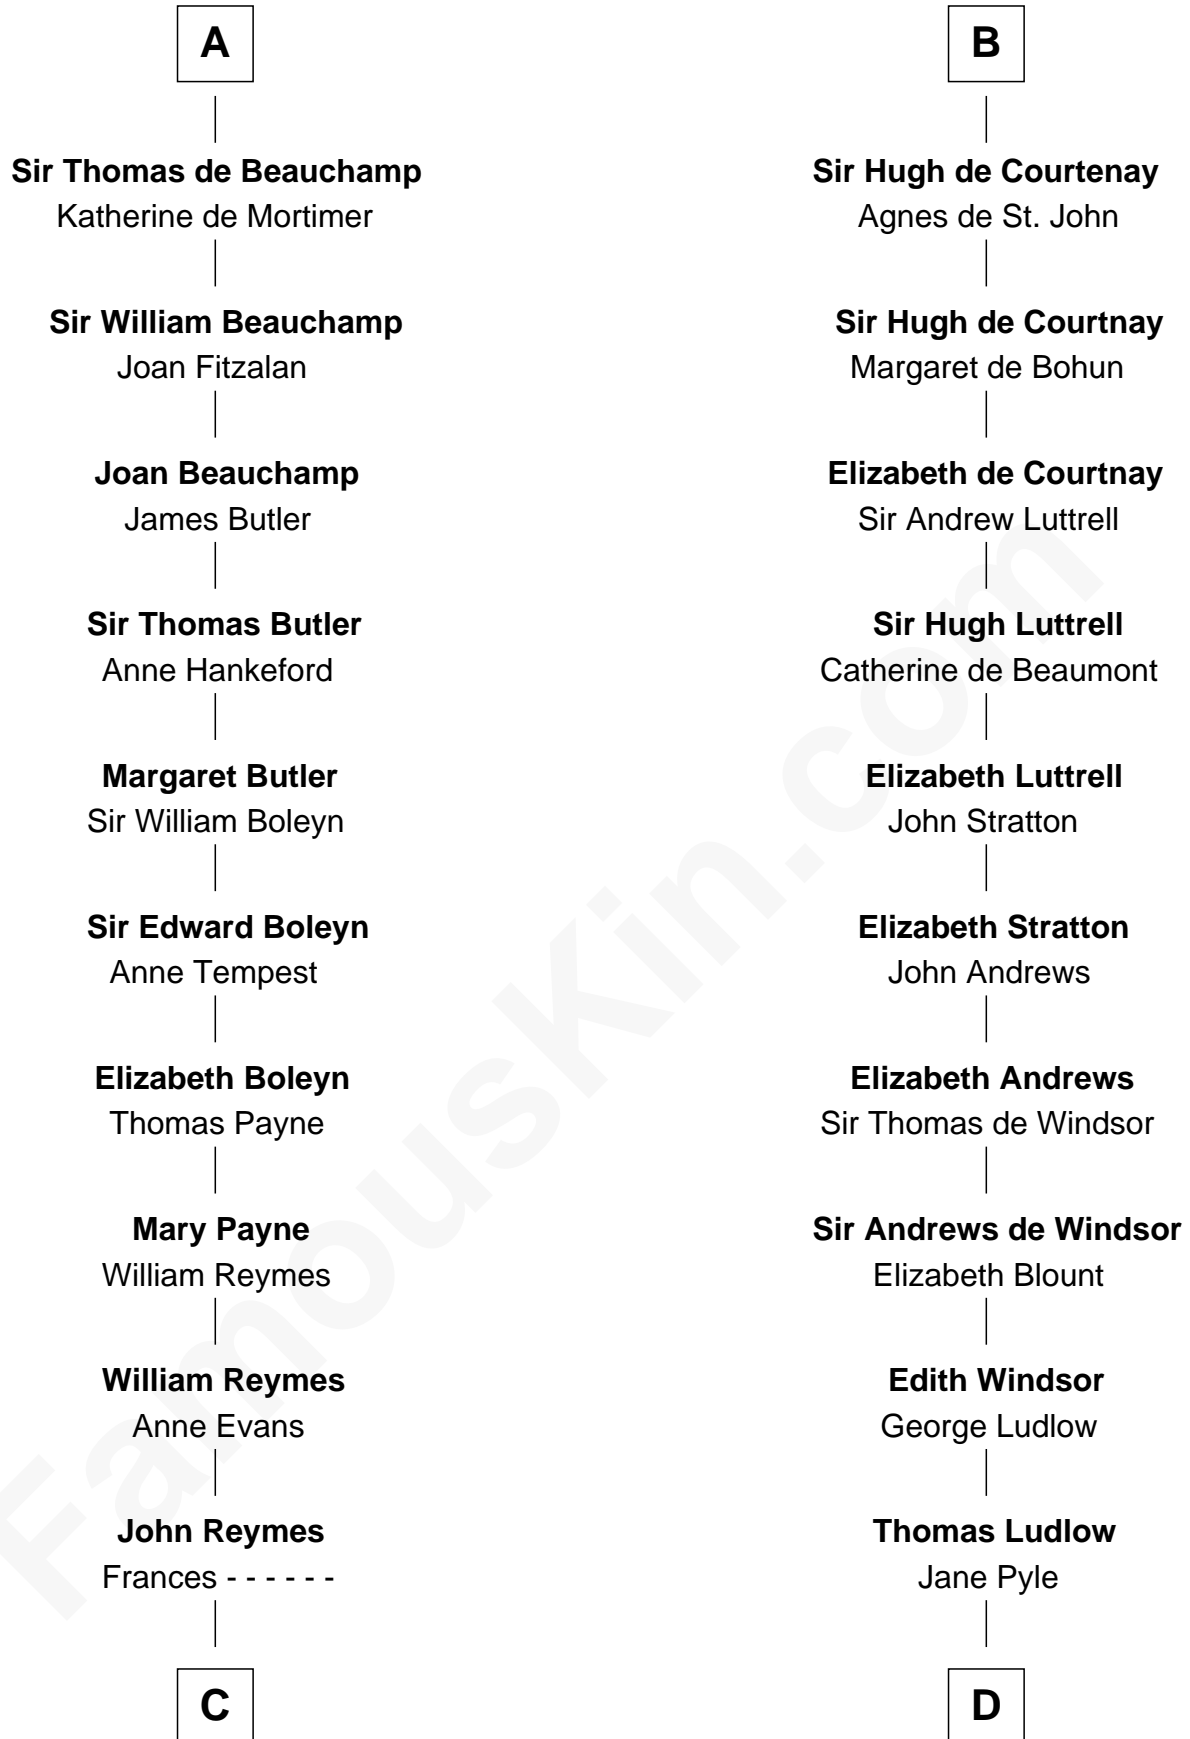 A
Sir Thomas de Beauchamp
Katherine de Mortimer
Sir William Beauchamp
Joan Fitzalan
Joan Beauchamp
James Butler
Sir Thomas Butler
Anne Hankeford
Margaret Butler
Sir William Boleyn
Sir Edward Boleyn
Anne Tempest
Elizabeth Boleyn
Thomas Payne
Mary Payne
William Reymes
William Reymes
Anne Evans
John Reymes
Frances - - - - - -
C
B
Sir Hugh de Courtenay
Agnes de St. John
Sir Hugh de Courtnay
Margaret de Bohun
Elizabeth de Courtnay
Sir Andrew Luttrell
Sir Hugh Luttrell
Catherine de Beaumont
Elizabeth Luttrell
John Stratton
Elizabeth Stratton
John Andrews
Elizabeth Andrews
Sir Thomas de Windsor
Sir Andrews de Windsor
Elizabeth Blount
Edith Windsor
George Ludlow
Thomas Ludlow
Jane Pyle
D
FamousKin.com